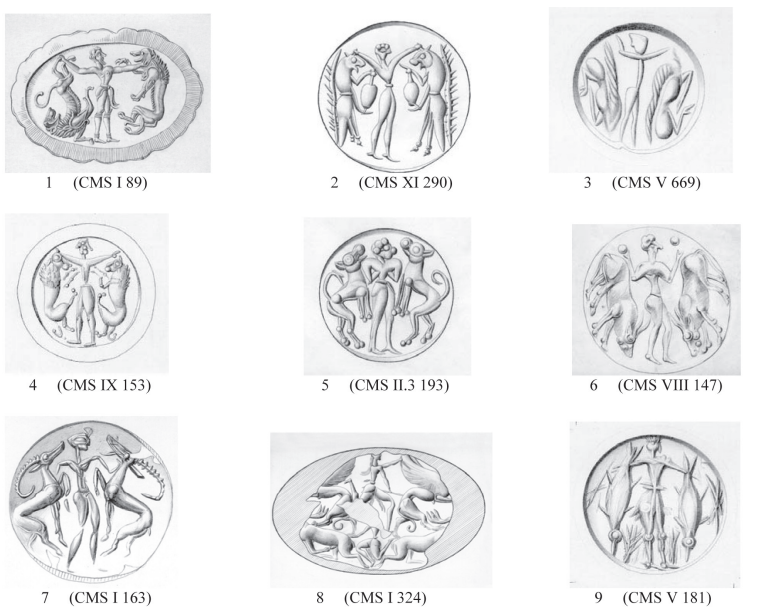 1 (CMS I 89)
2 (CMS XI 290)
3 (CMS V 669)
4 (CMS IX 153)
5 (CMS II.3 193)
6 (CMS VIII 147)
7 (CMS I 163)
8 (CMS I 324)
9 (CMS V 181)